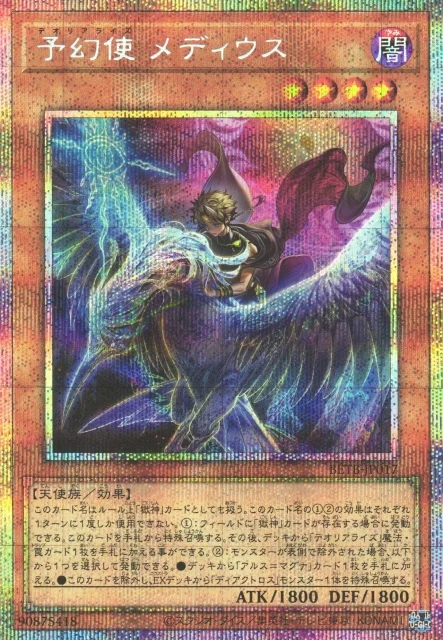 テオリアライズ
予幻使 メディウス
やみ
闇
BETB-JP017
【天使族／効果】
このカード名はルール上「獄神」カードとしても扱う。このカード名の①②の効果はそれぞれ
1ターンに1度しか使用できない。①：フィールドに「獄神」カードが存在する場合に発動
できる。このカードを手札から特殊召喚する。その後、デッキから「テオリアライズ」魔法・
罠カード1枚を手札に加える事ができる。②：モンスターが表側で除外された場合、以下
から1つを選択して発動できる。●デッキから「アルス＝マグナ」カード1枚を手札に加
える。●このカードを除外し、EXデッキから「ディアクトロス」モンスター1体を特殊召喚する。
ATK/1800 DEF/1800
90875418